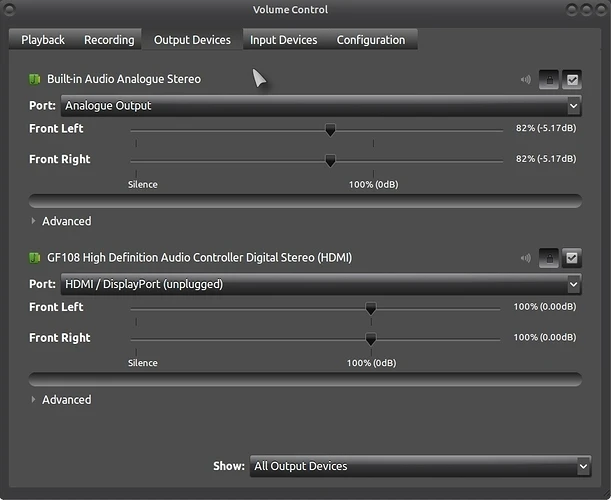 Volume Control
Playback Recording Output Devices Input Devices Configuration
Built-in Audio Analogue Stereo
Port: Analogue Output
Front Left 82% (-5.17dB)
Front Right 82% (-5.17dB)
Silence 100% (0dB)
Advanced
GF108 High Definition Audio Controller Digital Stereo (HDMI)
Port: HDMI / DisplayPort (unplugged)
Front Left 100% (0.00dB)
Front Right 100% (0.00dB)
Silence 100% (0dB)
Advanced
Show: All Output Devices